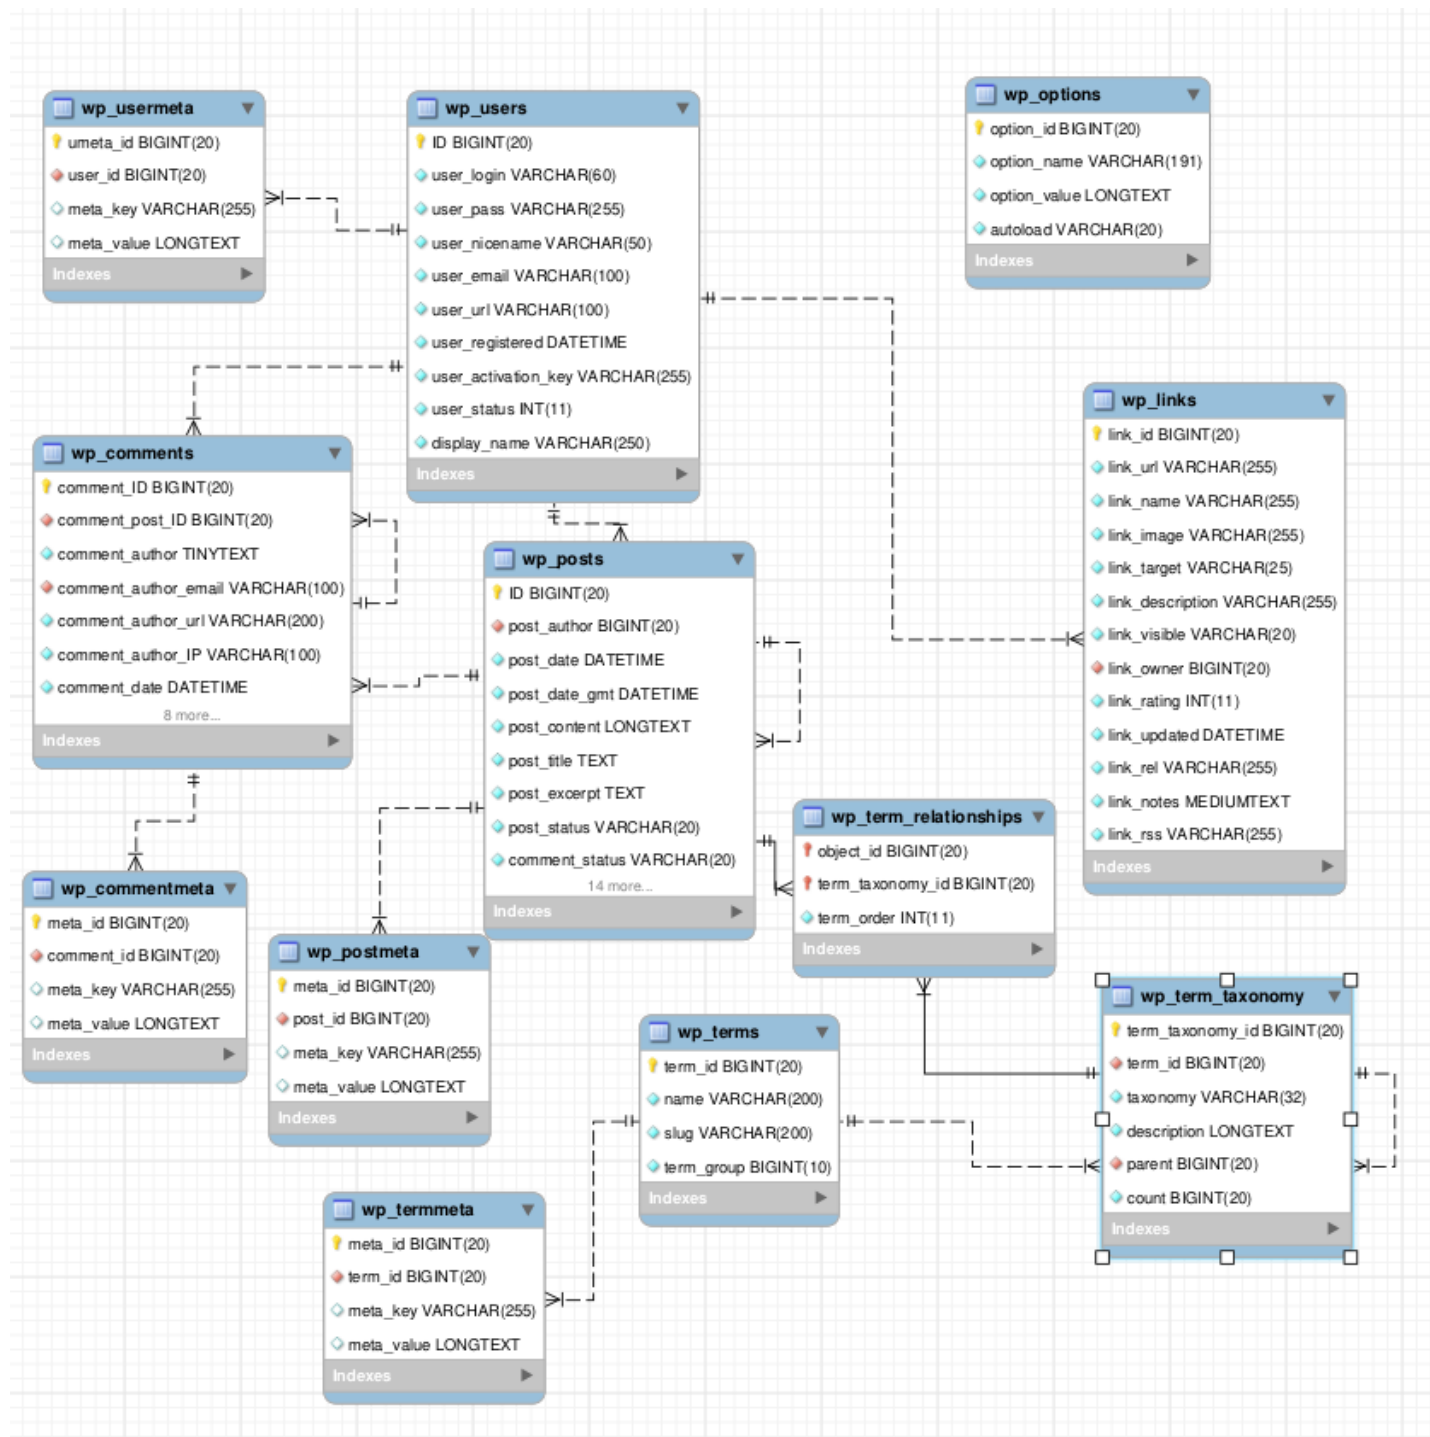 wp_usermeta
umeta_id BIGINT(20)
user_id BIGINT(20)
meta_key VARCHAR(255)
meta_value LONGTEXT
Indexes
wp_users
ID BIGINT(20)
user_login VARCHAR(60)
user_pass VARCHAR(255)
user_nicename VARCHAR(50)
user_email VARCHAR(100)
user_url VARCHAR(100)
user_registered DATETIME
user_activation_key VARCHAR(255)
user_status INT(11)
display_name VARCHAR(250)
Indexes
wp_options
option_id BIGINT(20)
option_name VARCHAR(191)
option_value LONGTEXT
autoload VARCHAR(20)
Indexes
wp_links
link_id BIGINT(20)
link_url VARCHAR(255)
link_name VARCHAR(255)
link_image VARCHAR(255)
link_target VARCHAR(25)
link_description VARCHAR(255)
link_visible VARCHAR(20)
link_owner BIGINT(20)
link_rating INT(11)
link_updated DATETIME
link_rel VARCHAR(255)
link_notes MEDIUMTEXT
link_rss VARCHAR(255)
Indexes
wp_comments
comment_ID BIGINT(20)
comment_post_ID BIGINT(20)
comment_author TINYTEXT
comment_author_email VARCHAR(100)
comment_author_url VARCHAR(200)
comment_author_IP VARCHAR(100)
comment_date DATETIME
8 more...
Indexes
wp_posts
ID BIGINT(20)
post_author BIGINT(20)
post_date DATETIME
post_date_gmt DATETIME
post_content LONGTEXT
post_title TEXT
post_excerpt TEXT
post_status VARCHAR(20)
comment_status VARCHAR(20)
14 more...
Indexes
wp_term_relationships
object_id BIGINT(20)
term_taxonomy_id BIGINT(20)
term_order INT(11)
Indexes
wp_commentmeta
meta_id BIGINT(20)
comment_id BIGINT(20)
meta_key VARCHAR(255)
meta_value LONGTEXT
Indexes
wp_postmeta
meta_id BIGINT(20)
post_id BIGINT(20)
meta_key VARCHAR(255)
meta_value LONGTEXT
Indexes
wp_terms
term_id BIGINT(20)
name VARCHAR(200)
slug VARCHAR(200)
term_group BIGINT(10)
Indexes
wp_term_taxonomy
term_taxonomy_id BIGINT(20)
term_id BIGINT(20)
taxonomy VARCHAR(32)
description LONGTEXT
parent BIGINT(20)
count BIGINT(20)
Indexes
wp_termmeta
meta_id BIGINT(20)
term_id BIGINT(20)
meta_key VARCHAR(255)
meta_value LONGTEXT
Indexes